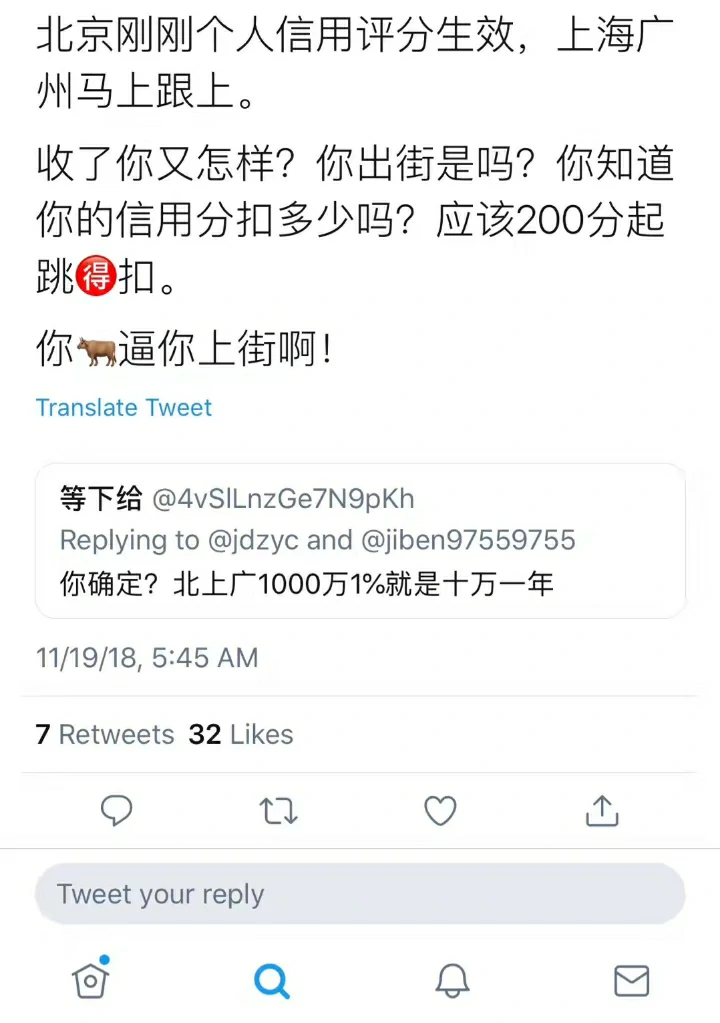 北京刚刚个人信用评分生效，上海广
州马上跟上。
收了你又怎样？你出街是吗？你知道
你的信用分扣多少吗？应该200分起
跳🉐扣。
你🐂逼你上街啊！
Translate Tweet
等下给 @4vSlLnzGe7N9pKh
Replying to @jdzyc and @jiben97559755
你确定？北上广1000万1%就是十万一年
11/19/18, 5:45 AM
7 Retweets 32 Likes
Tweet your reply